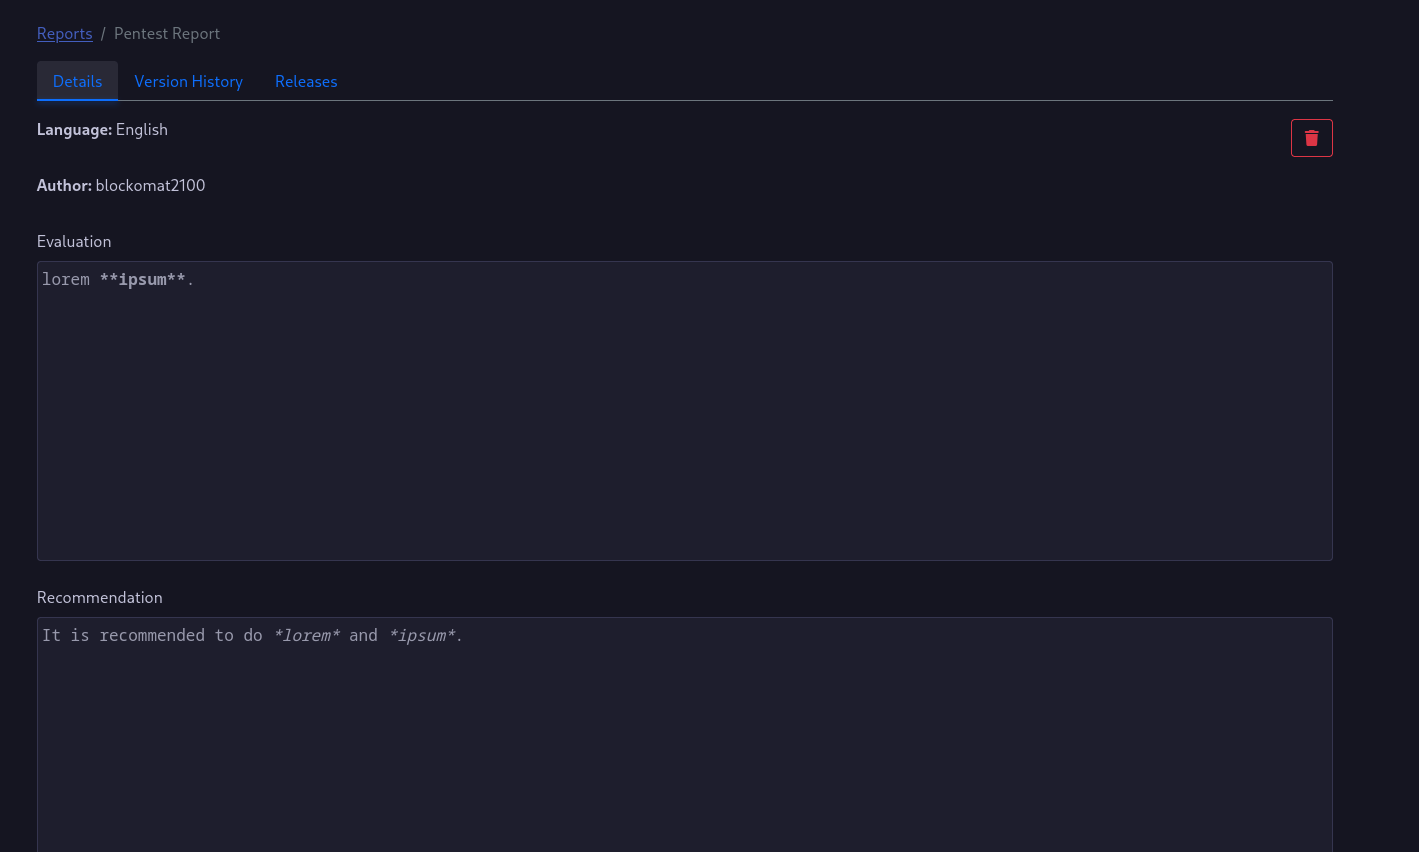 Reports / Pentest Report
Details Version History Releases
Language: English
Author: blockomat2100
Evaluation
lorem **ipsum**.
Recommendation
It is recommended to do *lorem* and *ipsum*.